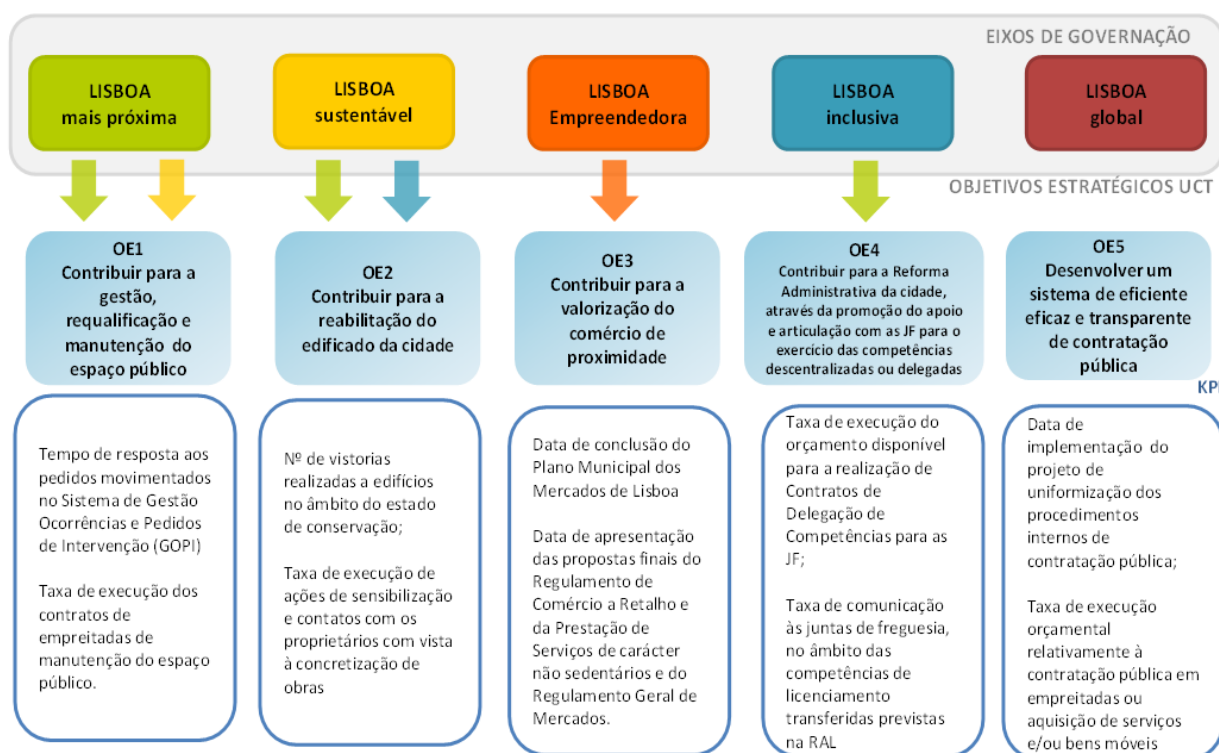 EIXOS DE GOVERNAÇÃO
LISBOA
mais próxima
LISBOA
sustentável
LISBOA
Empreendedora
LISBOA
inclusiva
LISBOA
global
OBJETIVOS ESTRATÉGICOS UCT
OE1
Contribuir para a
gestão,
requalificação e
manutenção do
espaço público
OE2
Contribuir para a
reabilitação do
edificado da cidade
OE3
Contribuir para a
valorização do
comércio de
proximidade
OE4
Contribuir para a Reforma
Administrativa da cidade,
através da promoção do apoio
e articulação com as JF para o
exercício das competências
descentralizadas ou delegadas
OE5
Desenvolver um
sistema de eficiente
eficaz e transparente
de contratação
pública
KPI
Tempo de resposta aos
pedidos movimentados
no Sistema de Gestão
Ocorrências e Pedidos
de Intervenção (GOPI)
Taxa de execução dos
contratos de
empreitadas de
manutenção do espaço
público.
Nº de vistorias
realizadas a edifícios
no âmbito do estado
de conservação;
Taxa de execução de
ações de sensibilização
e contatos com os
proprietários com vista
à concretização de
obras
Data de conclusão do
Plano Municipal dos
Mercados de Lisboa
Data de apresentação
das propostas finais do
Regulamento de
Comércio a Retalho e
da Prestação de
Serviços de carácter
não sedentários e do
Regulamento Geral de
Mercados.
Taxa de execução do
orçamento disponível
para a realização de
Contratos de
Delegação de
Competências para as
JF;
Taxa de comunicação
às juntas de freguesia,
no âmbito das
competências de
licenciamento
transferidas previstas
na RAL
Data de
implementação do
projeto de
uniformização dos
procedimentos
internos de
contratação pública;
Taxa de execução
orçamental
relativamente à
contratação pública em
empreitadas ou
aquisição de serviços
e/ou bens móveis